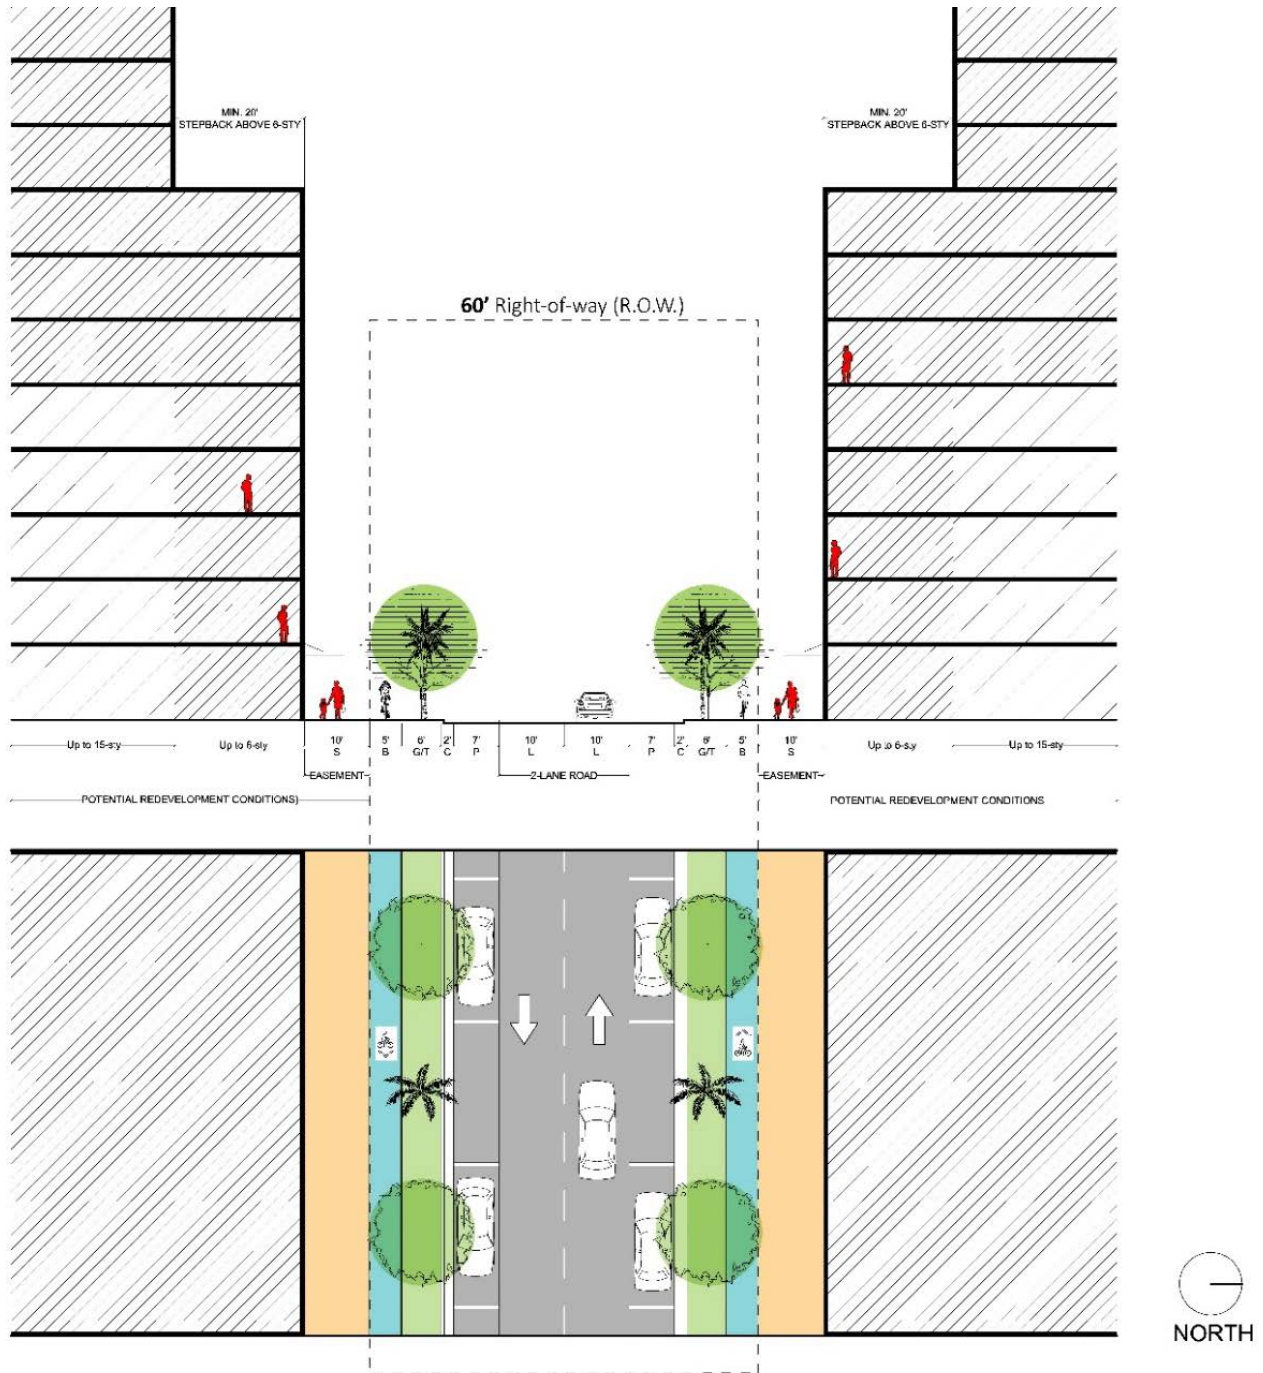 MIN. 20'
STEPBACK ABOVE 6-STY
MIN. 20'
STEPBACK ABOVE 6-STY
60' Right-of-way (R.O.W.)
Up to 15-sty
Up to 6-sty
10'
S
5'
B
6'
G/T
2'
C
7'
P
10'
L
10'
L
7'
P
2'
C
6'
G/T
5'
B
10'
S
Up to 6-sty
Up to 15-sty
EASEMENT
2-LANE ROAD
EASEMENT
POTENTIAL REDEVELOPMENT CONDITIONS)
POTENTIAL REDEVELOPMENT CONDITIONS
NORTH